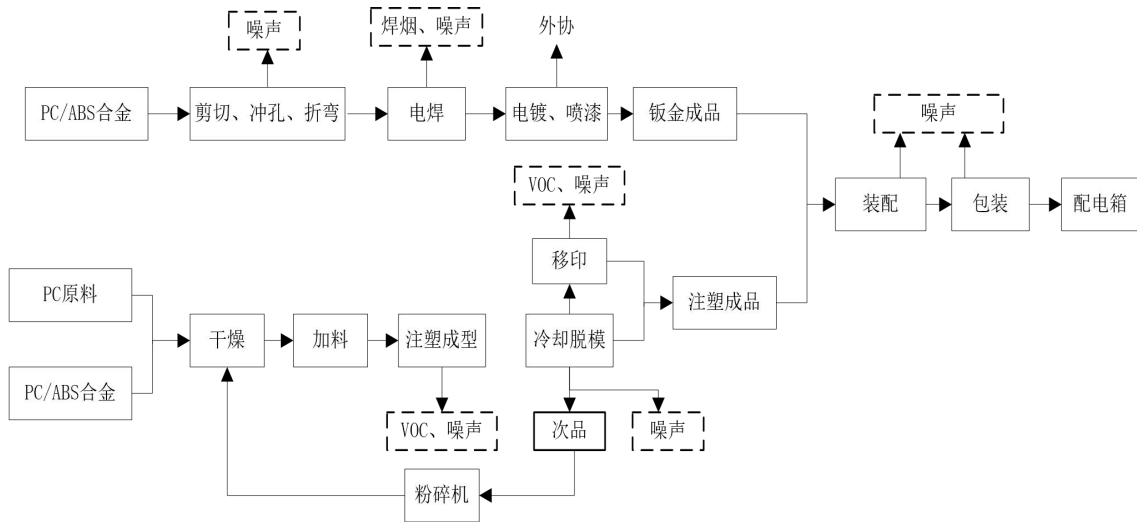 噪声
焊烟、噪声
外协
PC/ABS合金
剪切、冲孔、折弯
电焊
电镀、喷漆
钣金成品
噪声
VOC、噪声
装配
包装
配电箱
移印
PC原料
注塑成品
干燥
加料
注塑成型
冷却脱模
PC/ABS合金
VOC、噪声
次品
噪声
粉碎机